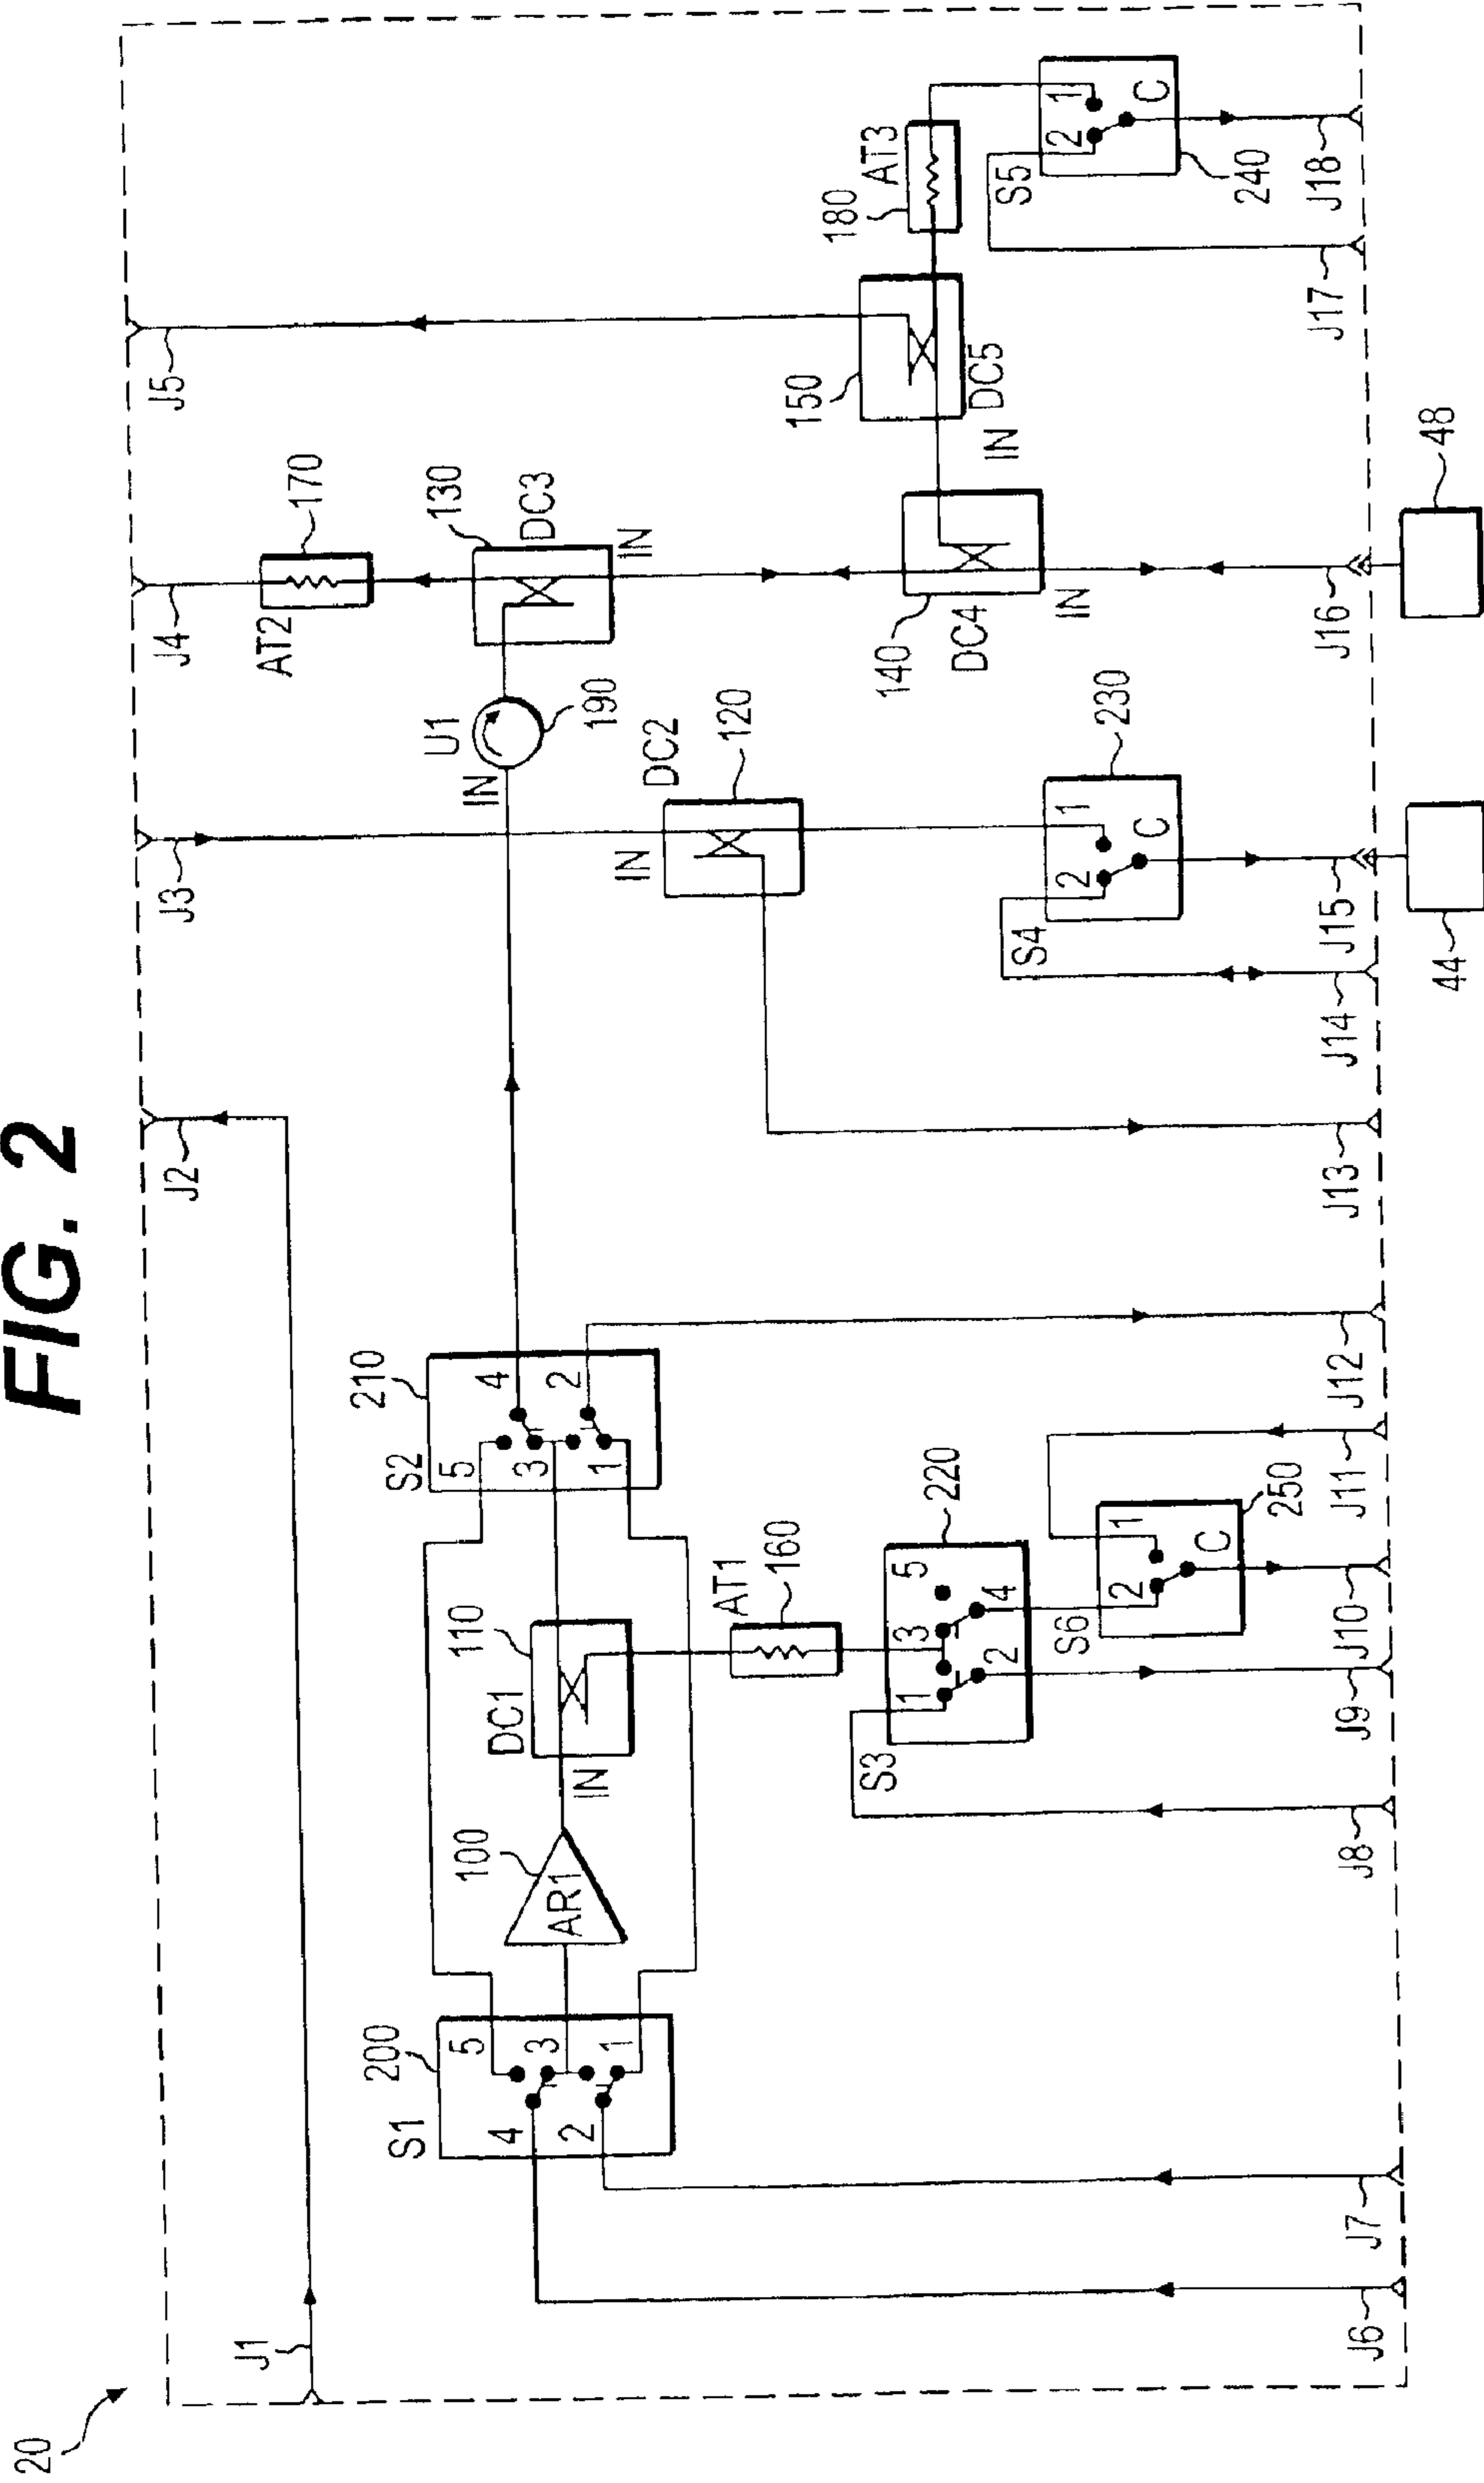 FIG. 2
20
J1
J2
J3
J4
J5
AT2
170
130
DC3
IN
U1
IN
190
DC2
120
IN
140
DC4
IN
150
DC5
IN
180
AT3
S5
2
1
C
240
J18
J17
48
J16
230
S4
2
1
C
J15
44
J14
J13
210
S2
5
4
3
2
1
J12
110
DC1
IN
100
AR1
AT1
160
220
S3
1
3
5
2
4
250
S6
2
1
C
J11
J10
J9
J8
200
S1
5
3
1
4
2
J7
J6